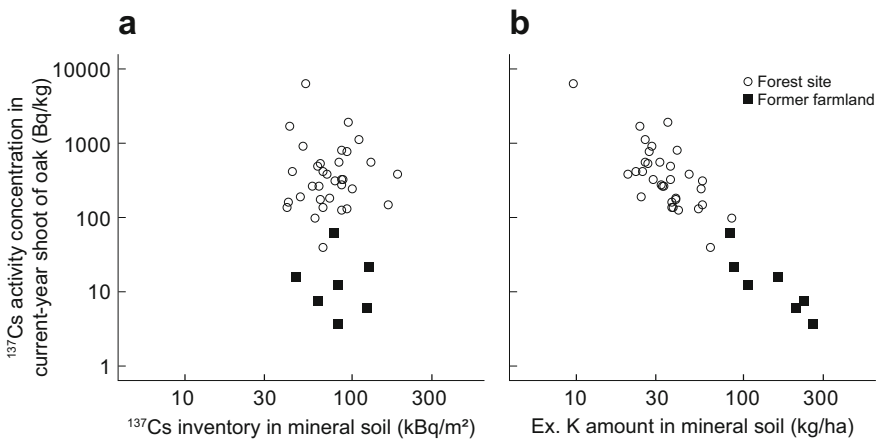 a
b
¹³⁷Cs activity concentration in
current-year shoot of oak (Bq/kg)
10000
1000
100
10
1
Forest site
Former farmland
10 30 100 300
10 30 100 300
¹³⁷Cs inventory in mineral soil (kBq/m²)
Ex. K amount in mineral soil (kg/ha)